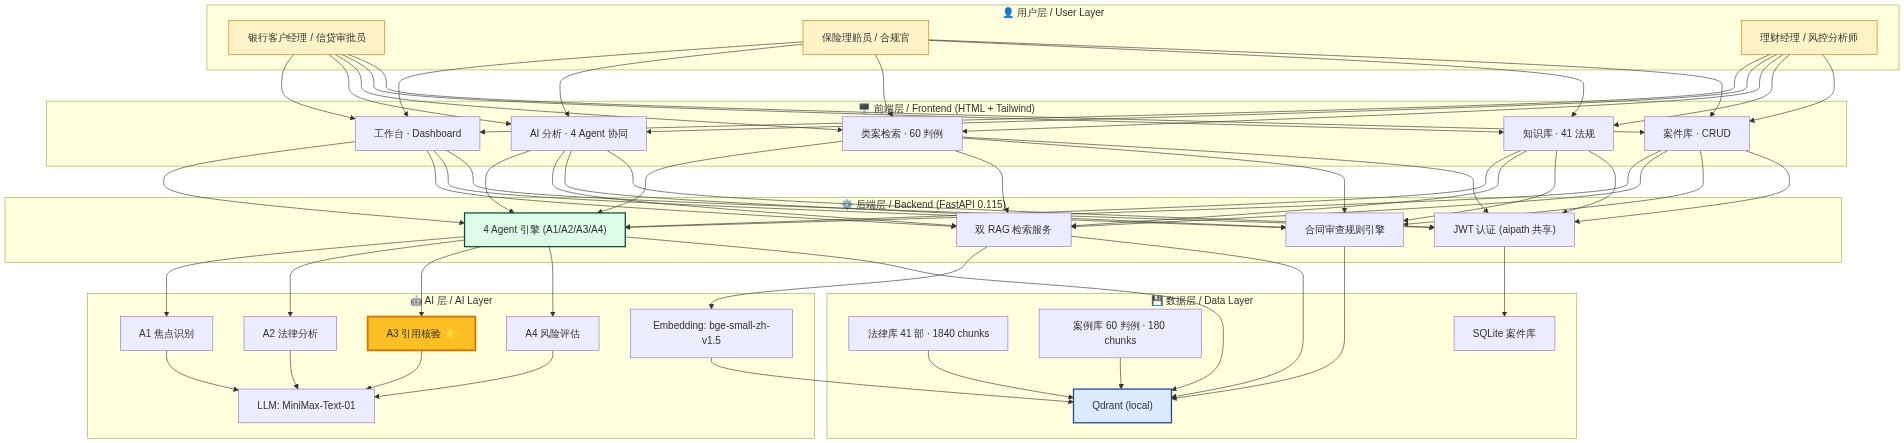 👤 用户层 / User Layer
银行客户经理 / 信贷审批员
保险理赔员 / 合规官
理财经理 / 风控分析师
🖥️ 前端层 / Frontend (HTML + Tailwind)
工作台 · Dashboard
AI 分析 · 4 Agent 协同
类案检索 · 60 判例
知识库 · 41 法规
案件库 · CRUD
⚙️ 后端层 / Backend (FastAPI 0.115)
4 Agent 引擎 (A1/A2/A3/A4)
双 RAG 检索服务
合同审查规则引擎
JWT 认证 (aipath 共享)
🤖 AI 层 / AI Layer
A1 焦点识别
A2 法律分析
A3 引用核验 ⭐
A4 风险评估
Embedding: bge-small-zh-
v1.5
LLM: MiniMax-Text-01
💾 数据层 / Data Layer
法律库 41 部 · 1840 chunks
案例库 60 判例 · 180
chunks
SQLite 案件库
Qdrant (local)